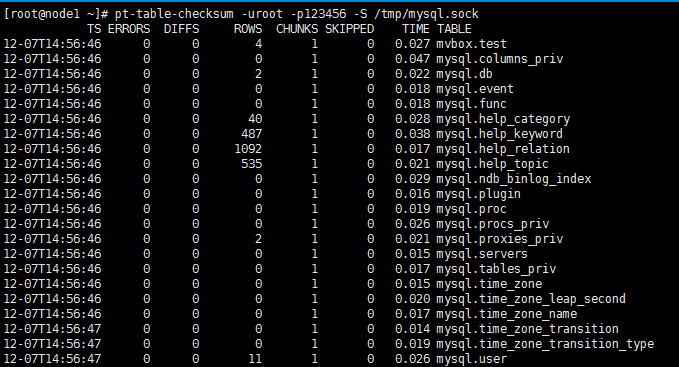 [root@node1 ~]# pt-table-checksum -uroot -p123456 -S /tmp/mysql.sock
TS ERRORS DIFFS ROWS CHUNKS SKIPPED TIME TABLE
12-07T14:56:46 0 0 4 1 0 0.027 mvbox.test
12-07T14:56:46 0 0 0 1 0 0.047 mysql.columns_priv
12-07T14:56:46 0 0 2 1 0 0.022 mysql.db
12-07T14:56:46 0 0 0 1 0 0.018 mysql.event
12-07T14:56:46 0 0 0 1 0 0.018 mysql.func
12-07T14:56:46 0 0 40 1 0 0.028 mysql.help_category
12-07T14:56:46 0 0 487 1 0 0.038 mysql.help_keyword
12-07T14:56:46 0 0 1092 1 0 0.017 mysql.help_relation
12-07T14:56:46 0 0 535 1 0 0.021 mysql.help_topic
12-07T14:56:46 0 0 0 1 0 0.029 mysql.ndb_binlog_index
12-07T14:56:46 0 0 0 1 0 0.016 mysql.plugin
12-07T14:56:46 0 0 0 1 0 0.019 mysql.proc
12-07T14:56:46 0 0 0 1 0 0.026 mysql.procs_priv
12-07T14:56:46 0 0 2 1 0 0.021 mysql.proxies_priv
12-07T14:56:46 0 0 0 1 0 0.015 mysql.servers
12-07T14:56:46 0 0 0 1 0 0.017 mysql.tables_priv
12-07T14:56:46 0 0 0 1 0 0.015 mysql.time_zone
12-07T14:56:46 0 0 0 1 0 0.020 mysql.time_zone_leap_second
12-07T14:56:46 0 0 0 1 0 0.017 mysql.time_zone_name
12-07T14:56:47 0 0 0 1 0 0.014 mysql.time_zone_transition
12-07T14:56:47 0 0 0 1 0 0.019 mysql.time_zone_transition_type
12-07T14:56:47 0 0 11 1 0 0.026 mysql.user